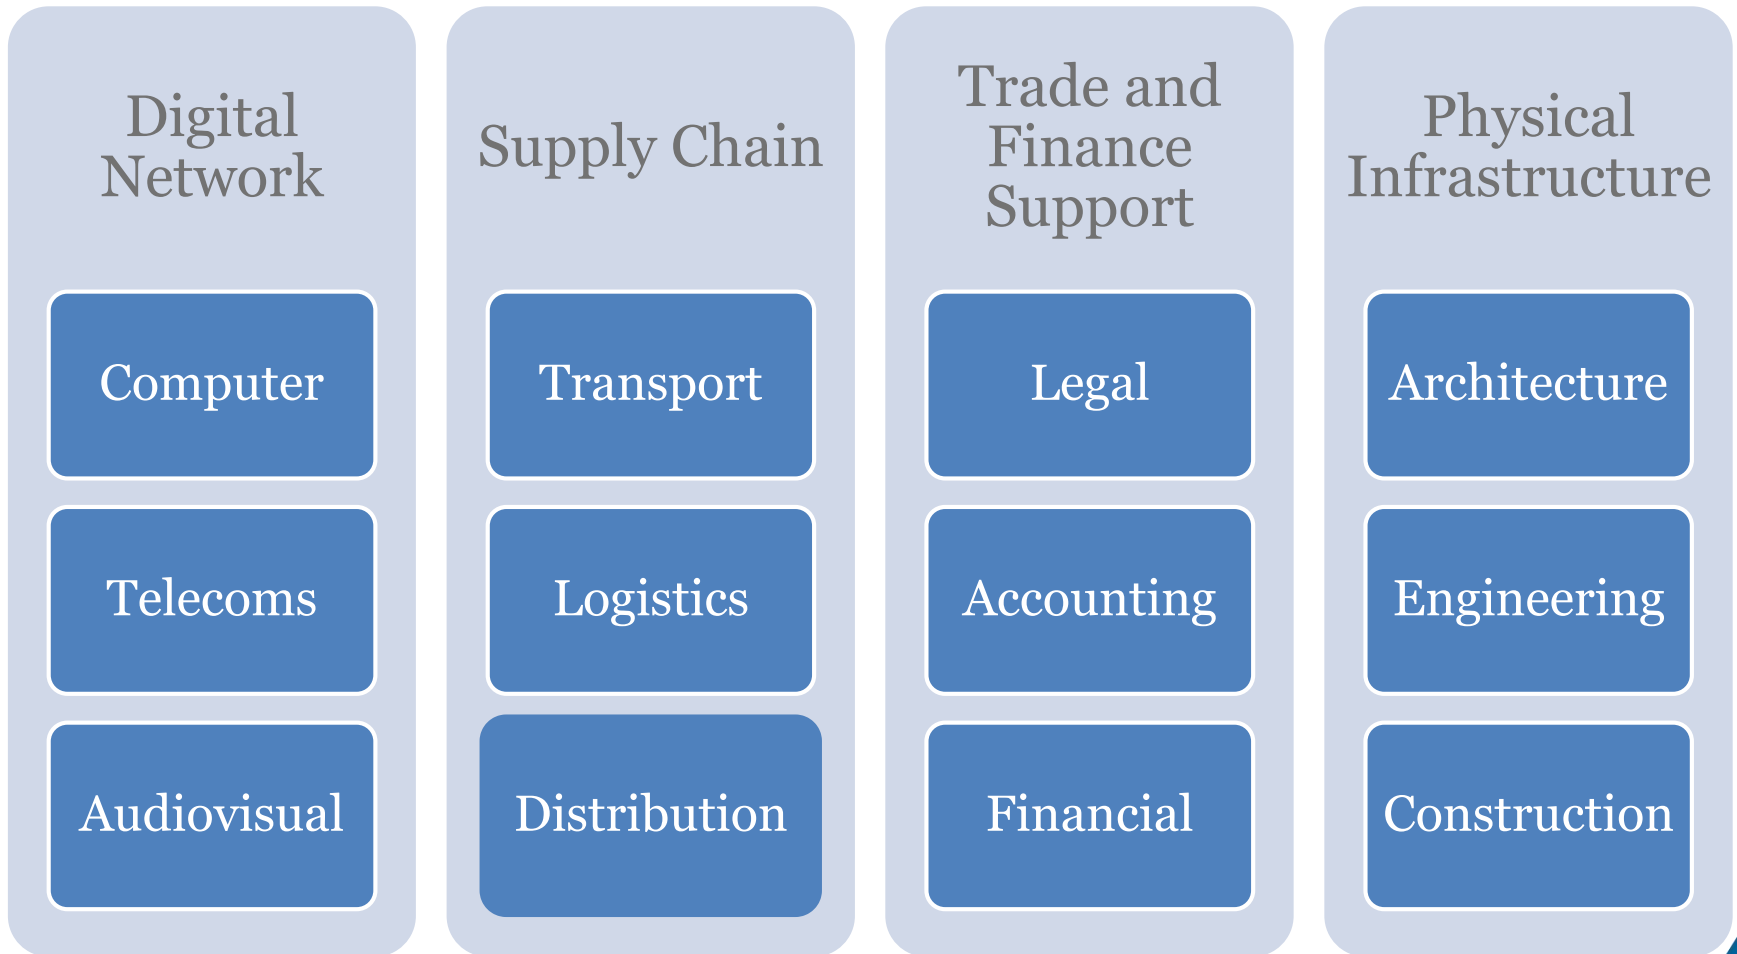 Digital
Network
Computer
Telecoms
Audiovisual
Supply Chain
Transport
Logistics
Distribution
Trade and
Finance
Support
Legal
Accounting
Financial
Physical
Infrastructure
Architecture
Engineering
Construction